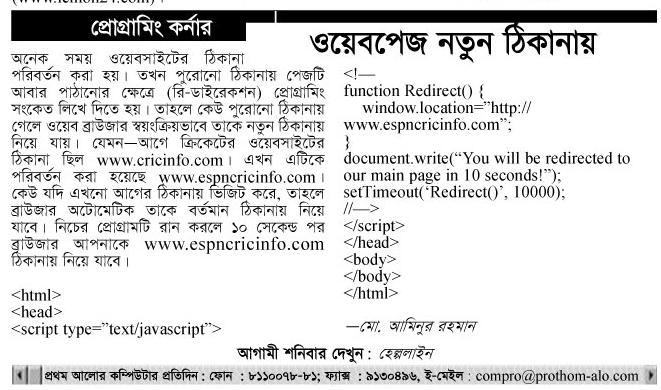 (www.lemon24.com)।
প্রোগ্রামিং কর্নার
ওয়েবপেজ নতুন ঠিকানায়
অনেক সময় ওয়েবসাইটের ঠিকানা
পরিবর্তন করা হয়। তখন পুরোনো ঠিকানায় পেজটি
আবার পাঠানোর ক্ষেত্রে (রি-ডাইরেকশন) প্রোগ্রামিং
সংকেত লিখে দিতে হয়। তাহলে কেউ পুরোনো ঠিকানায়
গেলে ওয়েব ব্রাউজার স্বয়ংক্রিয়ভাবে তাকে নতুন ঠিকানায়
নিয়ে যায়। যেমন—আগে ক্রিকেটের ওয়েবসাইটের
ঠিকানা ছিল www.cricinfo.com। এখন এটিকে
পরিবর্তন করা হয়েছে www.espncricinfo.com।
কেউ যদি এখনো আগের ঠিকানায় ভিজিট করে, তাহলে
ব্রাউজার অটোমেটিক তাকে বর্তমান ঠিকানায় নিয়ে
যাবে। নিচের প্রোগ্রামটি রান করলে ১০ সেকেন্ড পর
ব্রাউজার আপনাকে www.espncricinfo.com
ঠিকানায় নিয়ে যাবে।
<html>
<head>
<script type=”text/javascript”>
<!—
function Redirect() {
window.location=”http://
www.espncricinfo.com”;
}
document.write(“You will be redirected to
our main page in 10 seconds!”);
setTimeout(‘Redirect()’, 10000);
//—>
</script>
</head>
<body>
</body>
</html>
—মো. আমিনুর রহমান
আগামী শনিবার দেখুন : হেল্পলাইন
প্রথম আলোর কম্পিউটার প্রতিদিন : ফোন : ৮১১০০৭৮-৮১; ফ্যাক্স : ৯১৩০৪৯৬, ই-মেইল : compro@prothom-alo.com